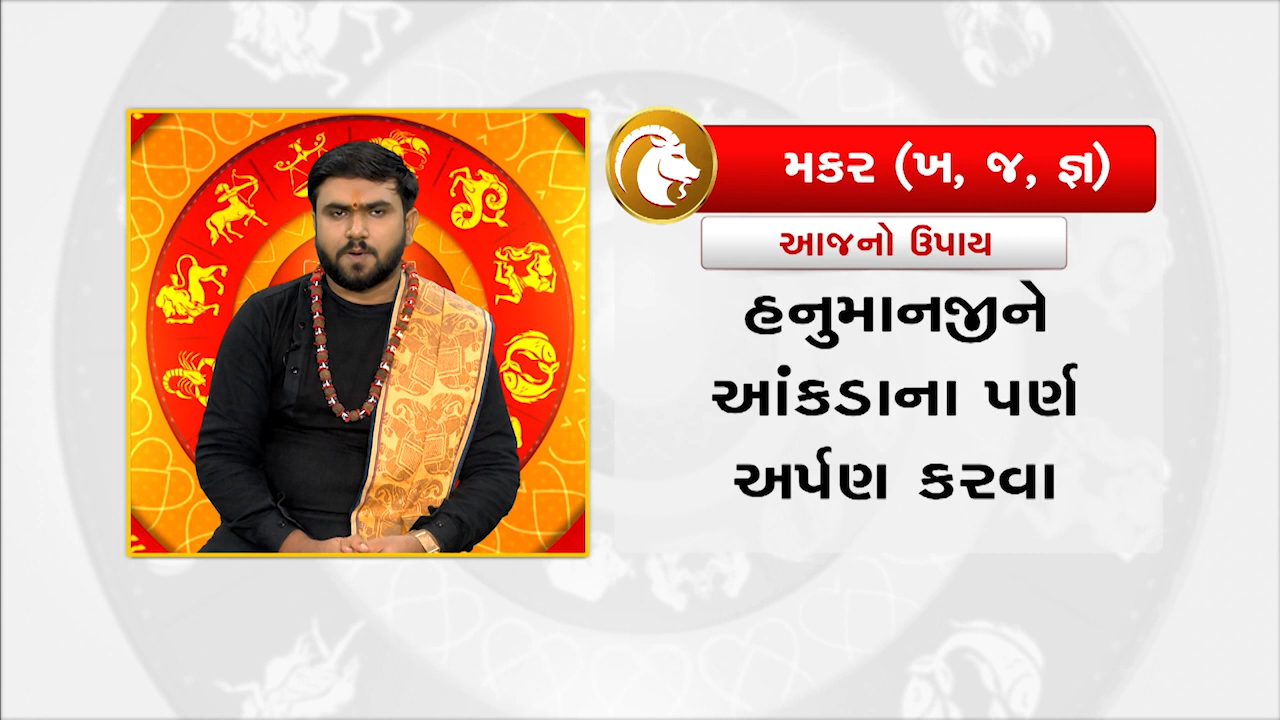 મકર (ખ, જ, જ્ઞ)
આજનો ઉપાય
હનુમાનજીને
આંકડાના પર્ણ
અર્પણ કરવા